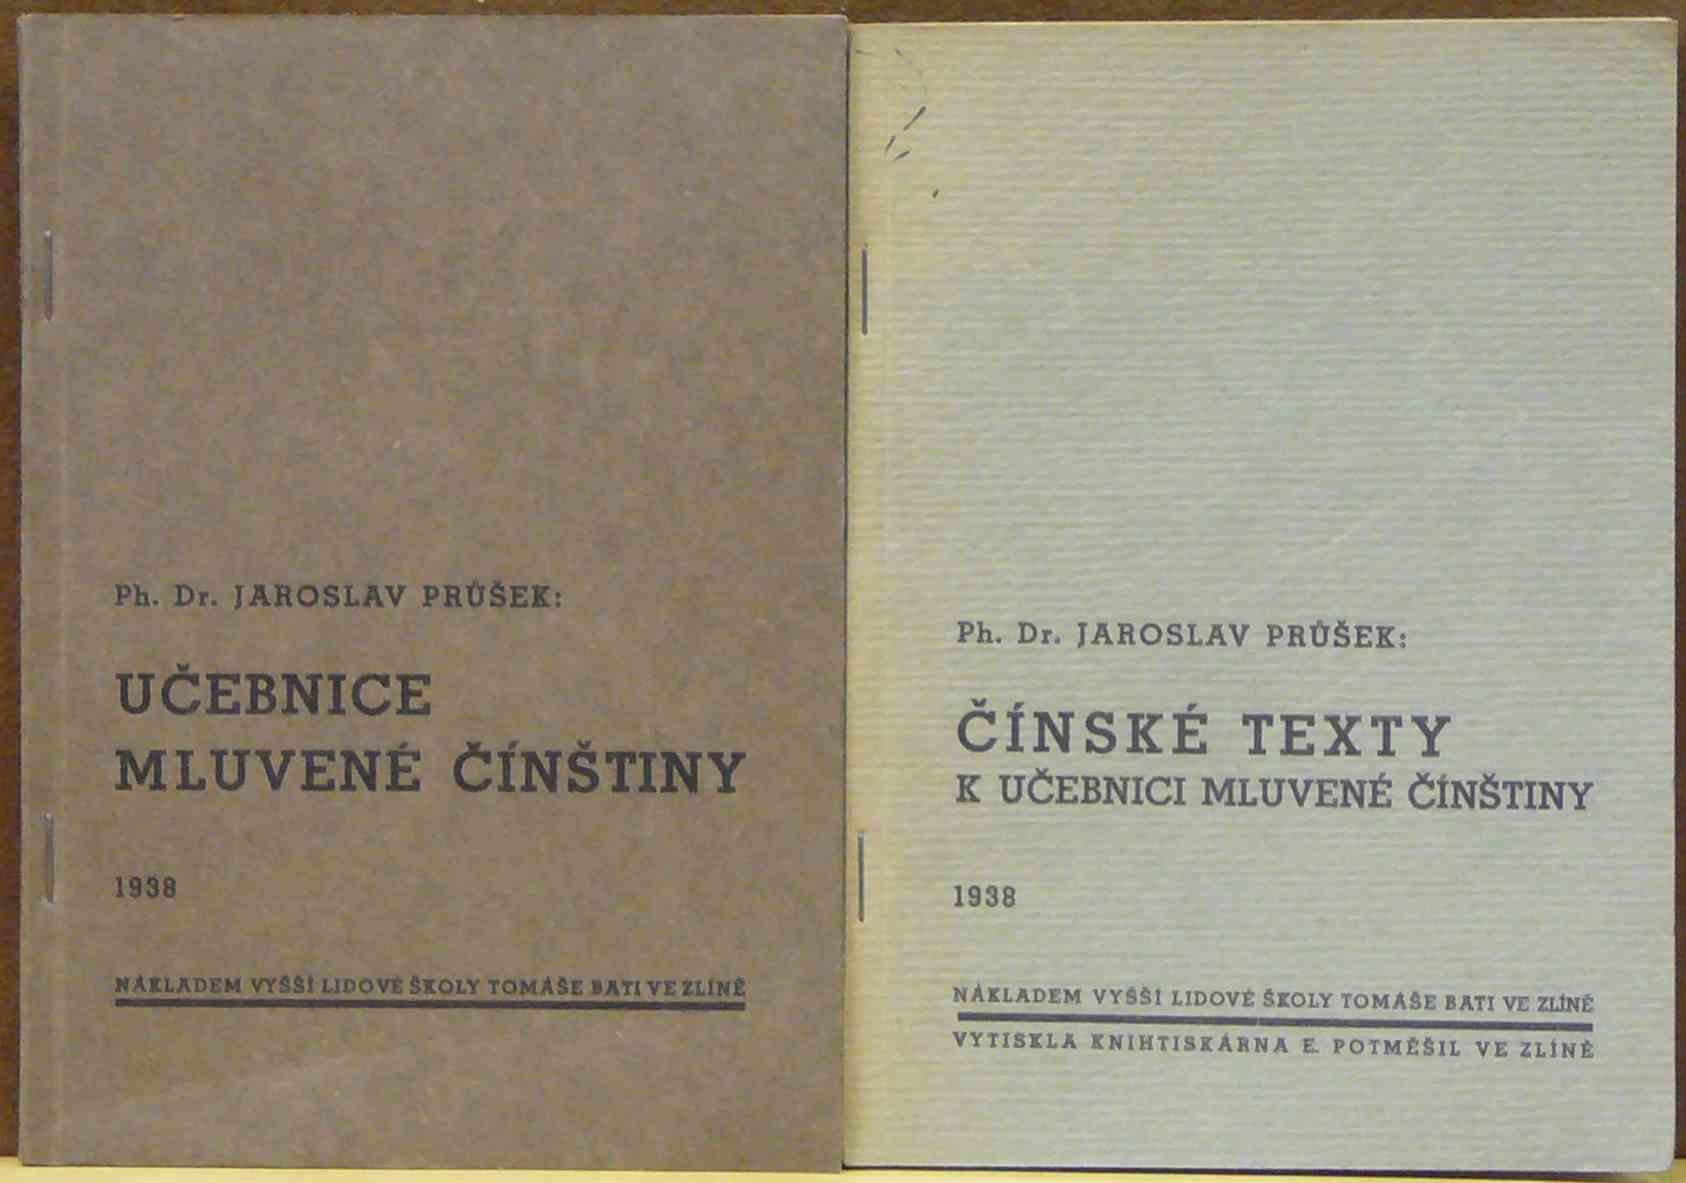 Ph. Dr. JAROSLAV PRŮŠEK:
UČEBNICE
MLUVENÉ ČÍNŠTINY
1938
NÁKLADEM VYŠŠÍ LIDOVÉ ŠKOLY TOMÁŠE BATI VE ZLÍNĚ
Ph. Dr. JAROSLAV PRŮŠEK:
ČÍNSKÉ TEXTY
K UČEBNICI MLUVENÉ ČÍNŠTINY
1938
NÁKLADEM VYŠŠÍ LIDOVÉ ŠKOLY TOMÁŠE BATI VE ZLÍNĚ
VYTISKLA KNIHTISKÁRNA E. POTMĚŠIL VE ZLÍNĚ